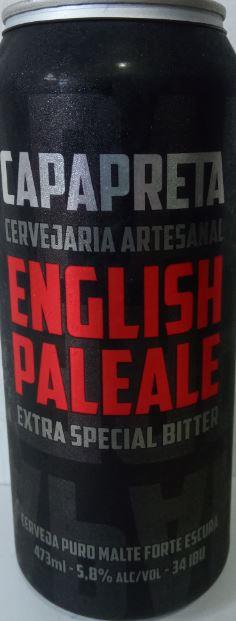 CAPAPRETA
CERVEJARIA ARTESANAL
ENGLISH
PALEALE
EXTRA SPECIAL BITTER
CERVEJA PURO MALTE FORTE ESCURA
473ml - 5,8% ALC/VOL - 34 IBU